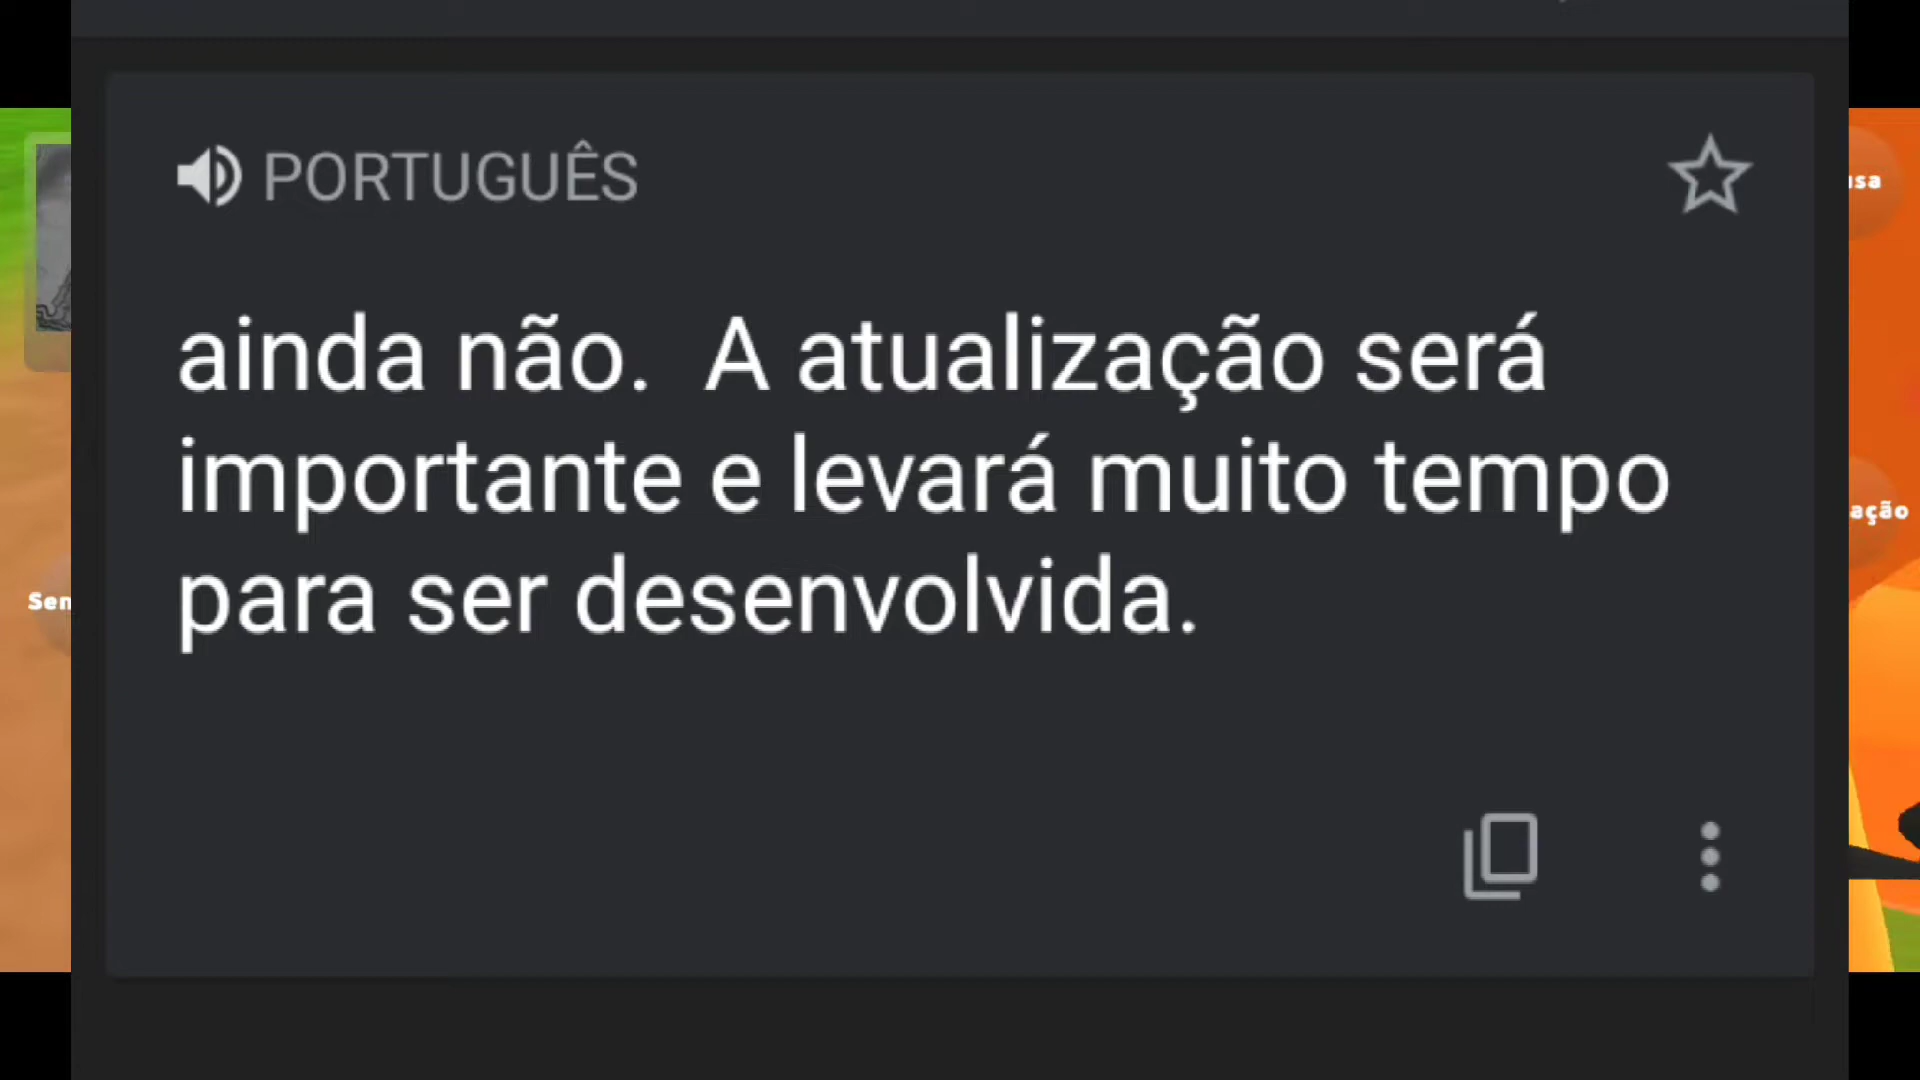 PORTUGUÊS
ainda não.  A atualização será
importante e levará muito tempo
para ser desenvolvida.